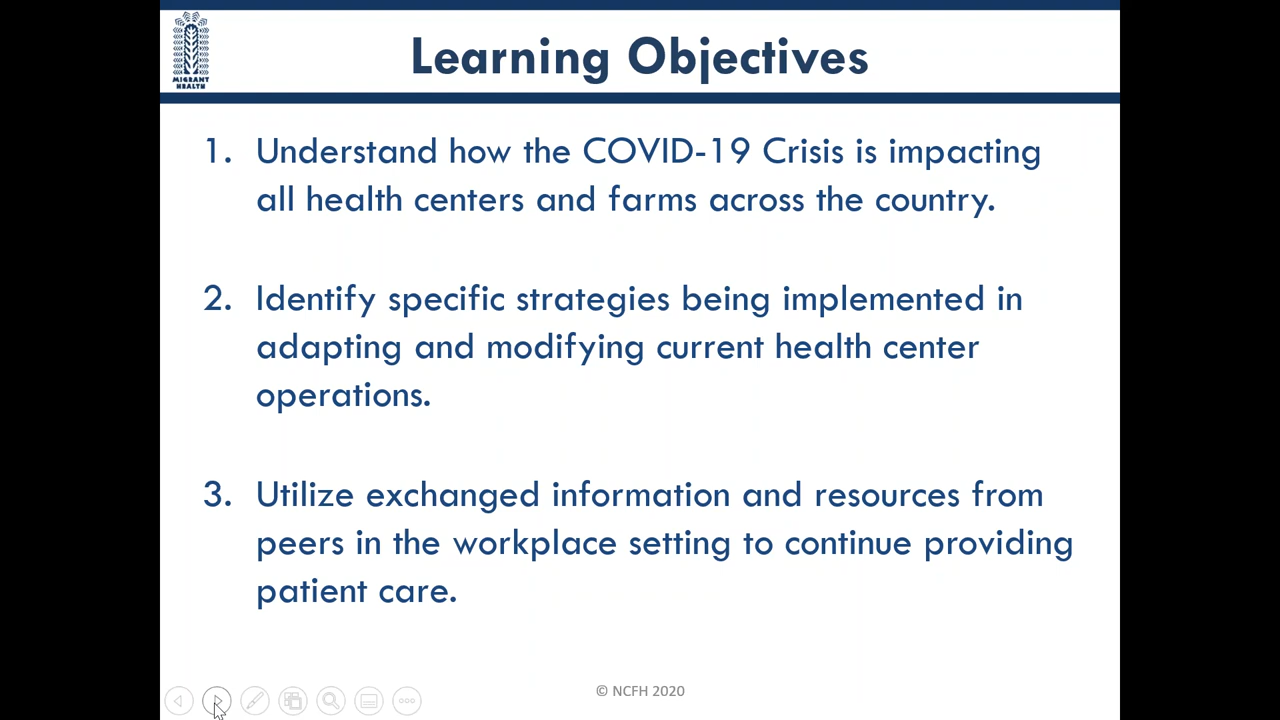 MIGRANT
HEALTH
Learning Objectives
1. Understand how the COVID-19 Crisis is impacting
all health centers and farms across the country.
2. Identify specific strategies being implemented in
adapting and modifying current health center
operations.
3. Utilize exchanged information and resources from
peers in the workplace setting to continue providing
patient care.
© NCFH 2020